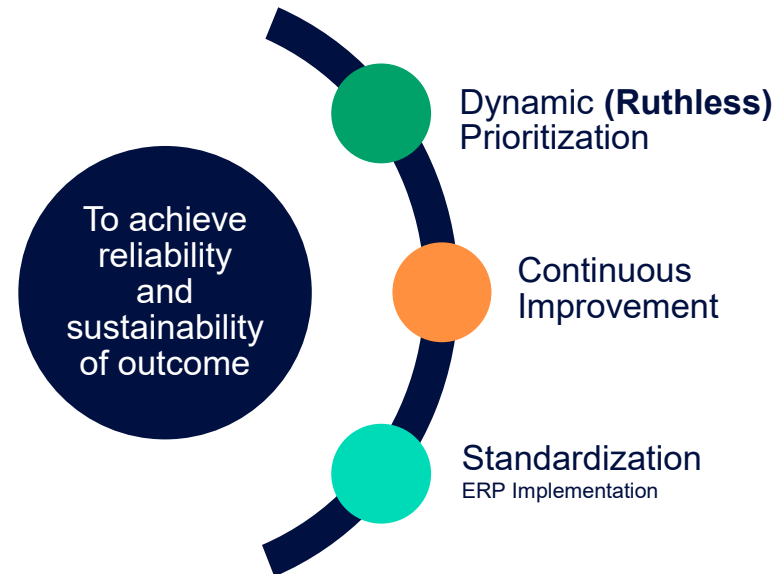 To achieve
reliability
and
sustainability
of outcome
Dynamic (Ruthless)
Prioritization
Continuous
Improvement
Standardization
ERP Implementation